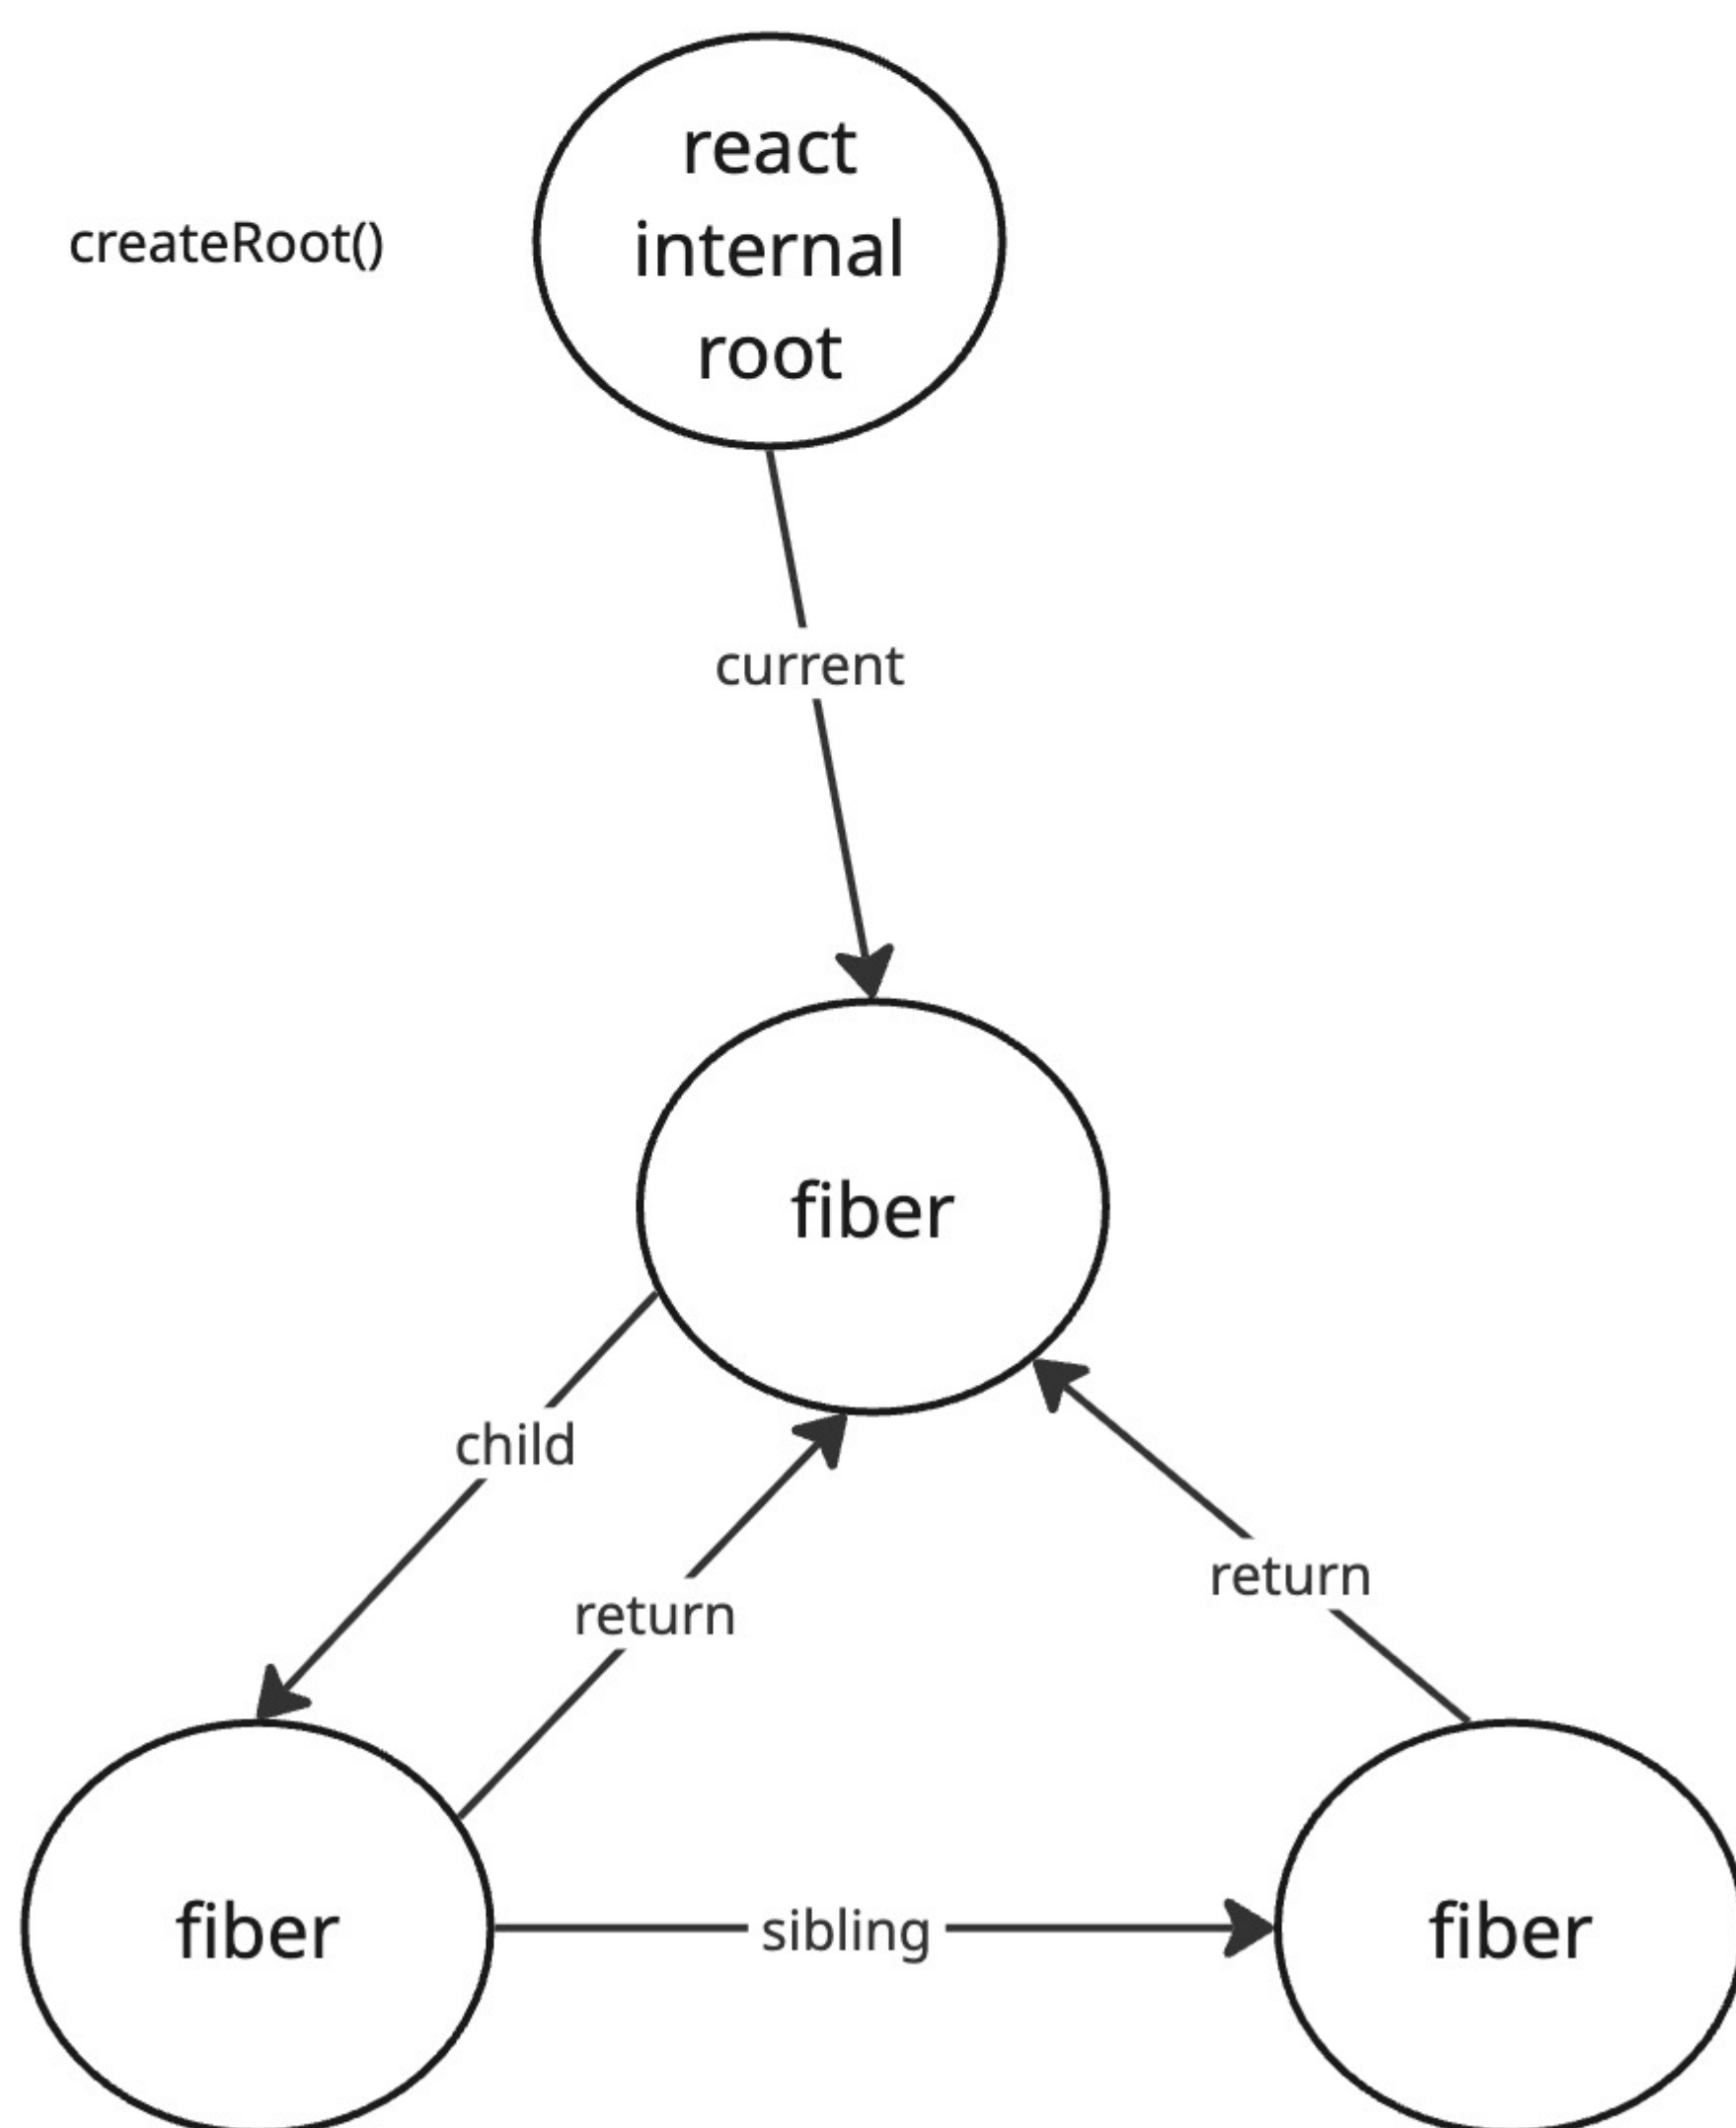 createRoot()
react
internal
root
current
fiber
child
return
return
fiber
sibling
fiber